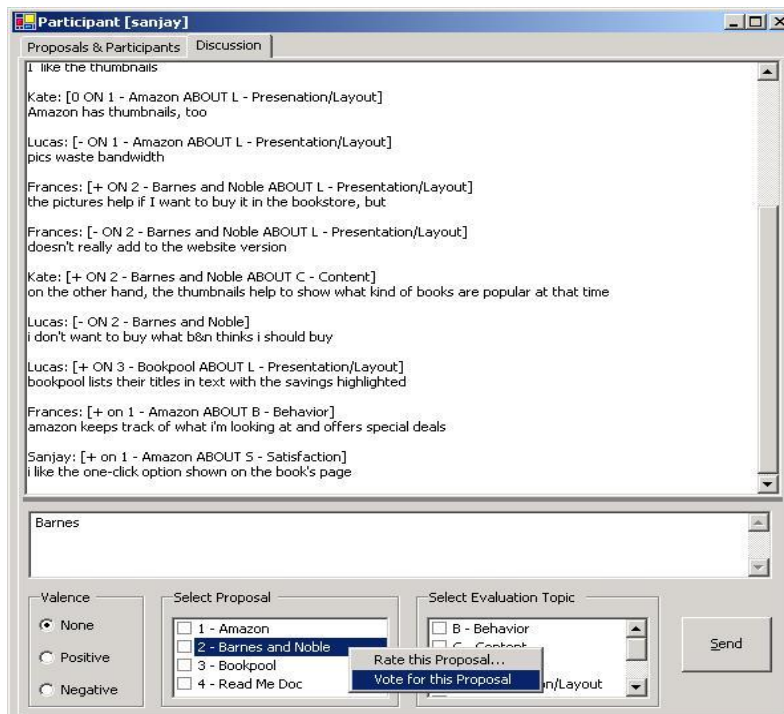 Participant [sanjay]
Proposals & Participants Discussion
I like the thumbnails
Kate: [0 ON 1 - Amazon ABOUT L - Presenation/Layout]
Amazon has thumbnails, too
Lucas: [- ON 1 - Amazon ABOUT L - Presentation/Layout]
pics waste bandwidth
Frances: [+ ON 2 - Barnes and Noble ABOUT L - Presentation/Layout]
the pictures help if I want to buy it in the bookstore, but
Frances: [- ON 2 - Barnes and Noble ABOUT L - Presentation/Layout]
doesn't really add to the website version
Kate: [+ ON 2 - Barnes and Noble ABOUT C - Content]
on the other hand, the thumbnails help to show what kind of books are popular at that time
Lucas: [- ON 2 - Barnes and Noble]
i don't want to buy what b&n thinks i should buy
Lucas: [+ ON 3 - Bookpool ABOUT L - Presentation/Layout]
bookpool lists their titles in text with the savings highlighted
Frances: [+ on 1 - Amazon ABOUT B - Behavior]
amazon keeps track of what i'm looking at and offers special deals
Sanjay: [+ on 1 - Amazon ABOUT S - Satisfaction]
i like the one-click option shown on the book's page
Barnes
Valence
None
Positive
Negative
Select Proposal
1 - Amazon
2 - Barnes and Noble
3 - Bookpool
4 - Read Me Doc
Rate this Proposal...
Vote for this Proposal
Select Evaluation Topic
B - Behavior
C - Content
n/Layout
Send